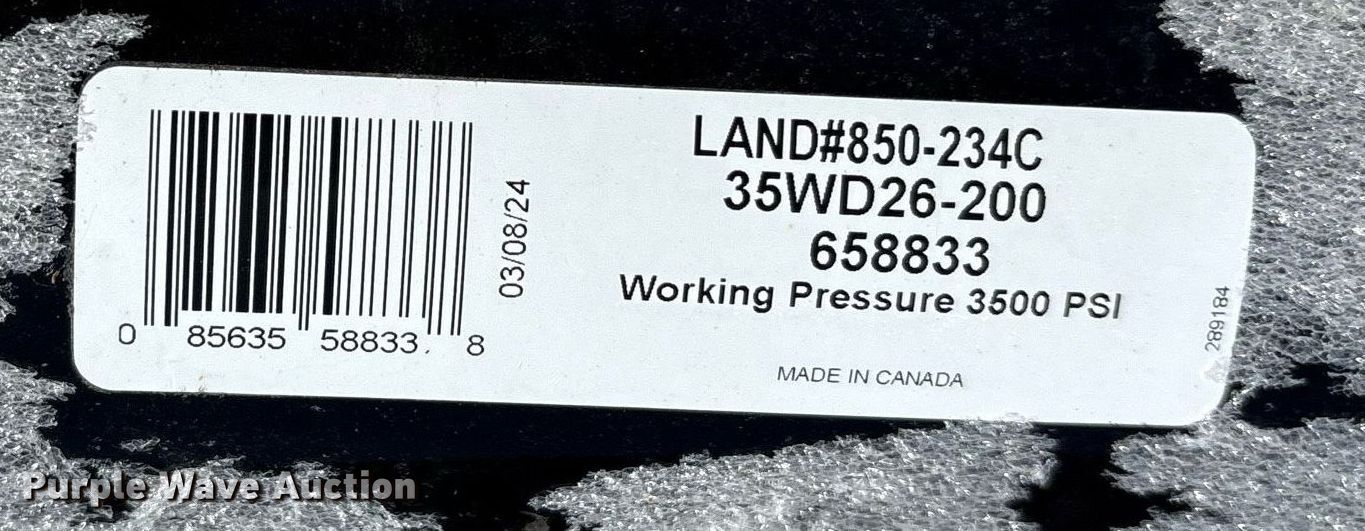 LAND#850-234C
35WD26-200
658833
Working Pressure 3500 PSI
MADE IN CANADA
03/08/24
0 85635 58833 8
289184
Purple Wave Auction